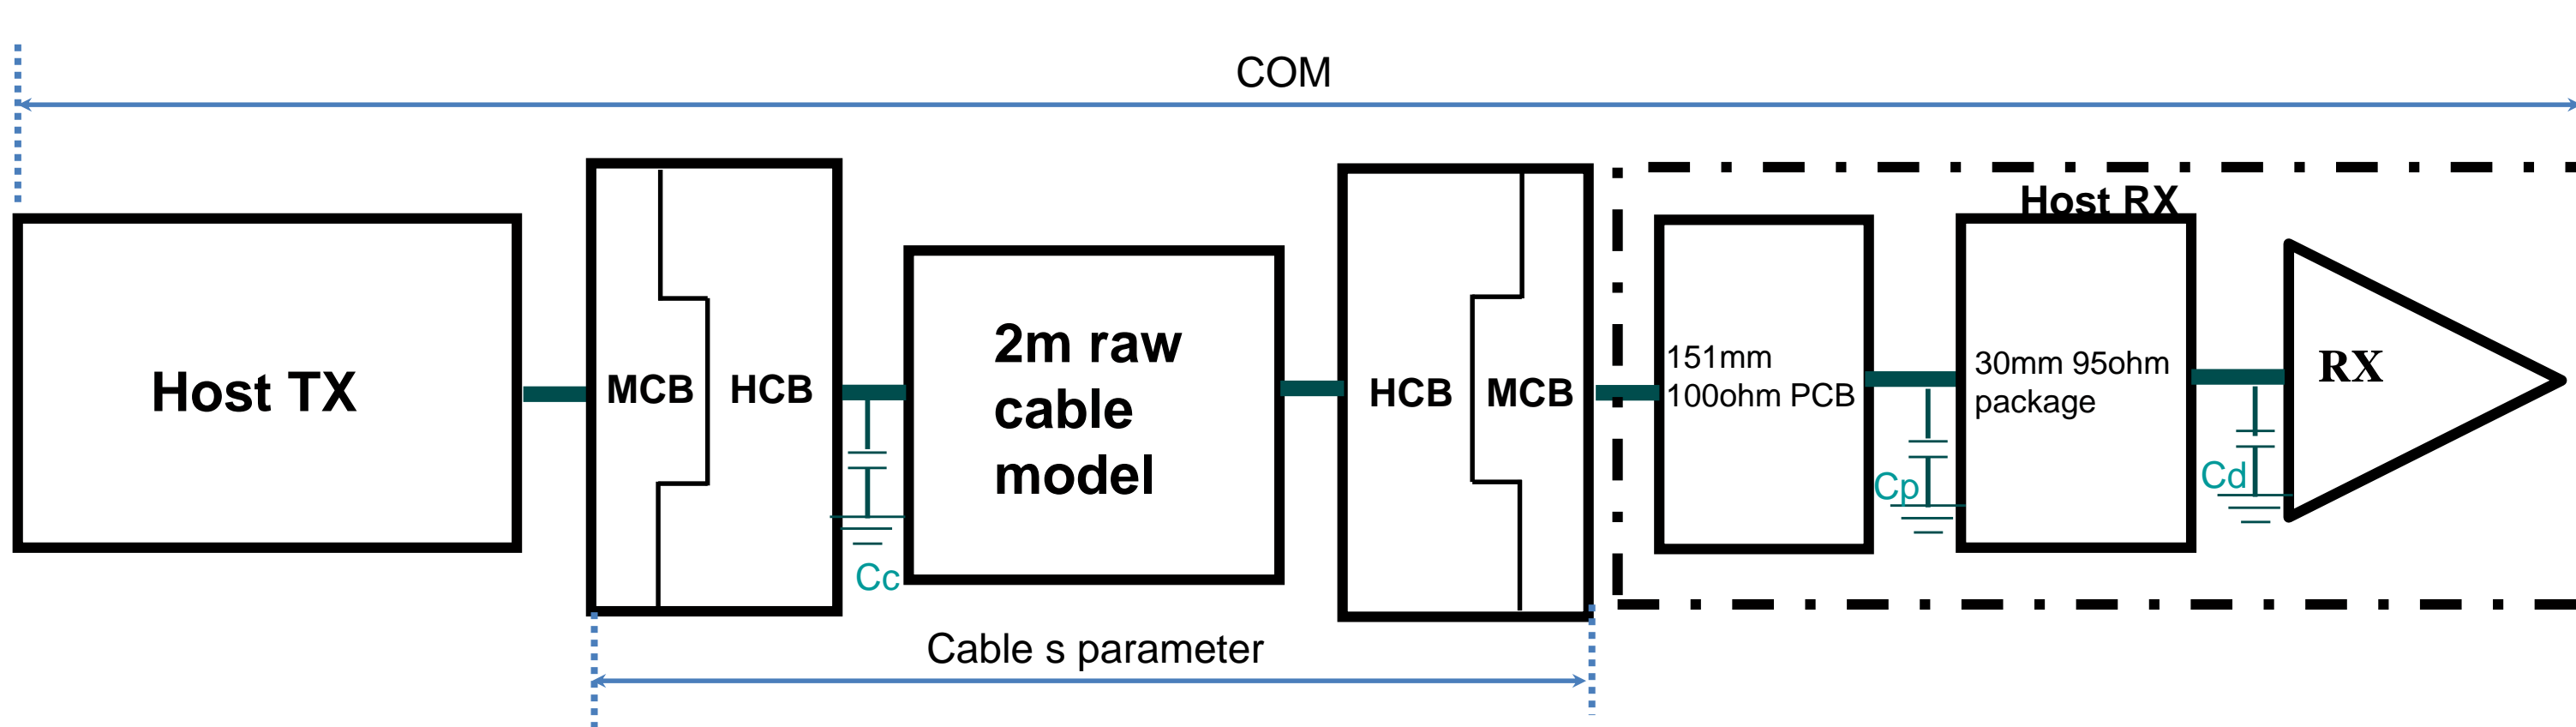 COM
Host RX
Host TX
MCB
HCB
2m raw
cable
model
HCB
MCB
151mm
100ohm PCB
30mm 95ohm
package
RX
Cc
Cp
Cd
Cable s parameter